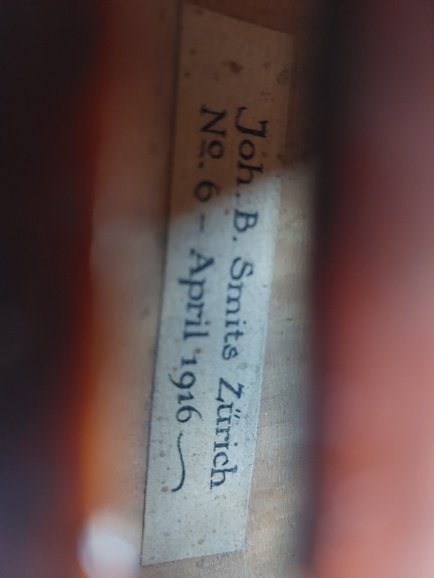 Joh. B. Smits Zürich
No. 6 - April 1916